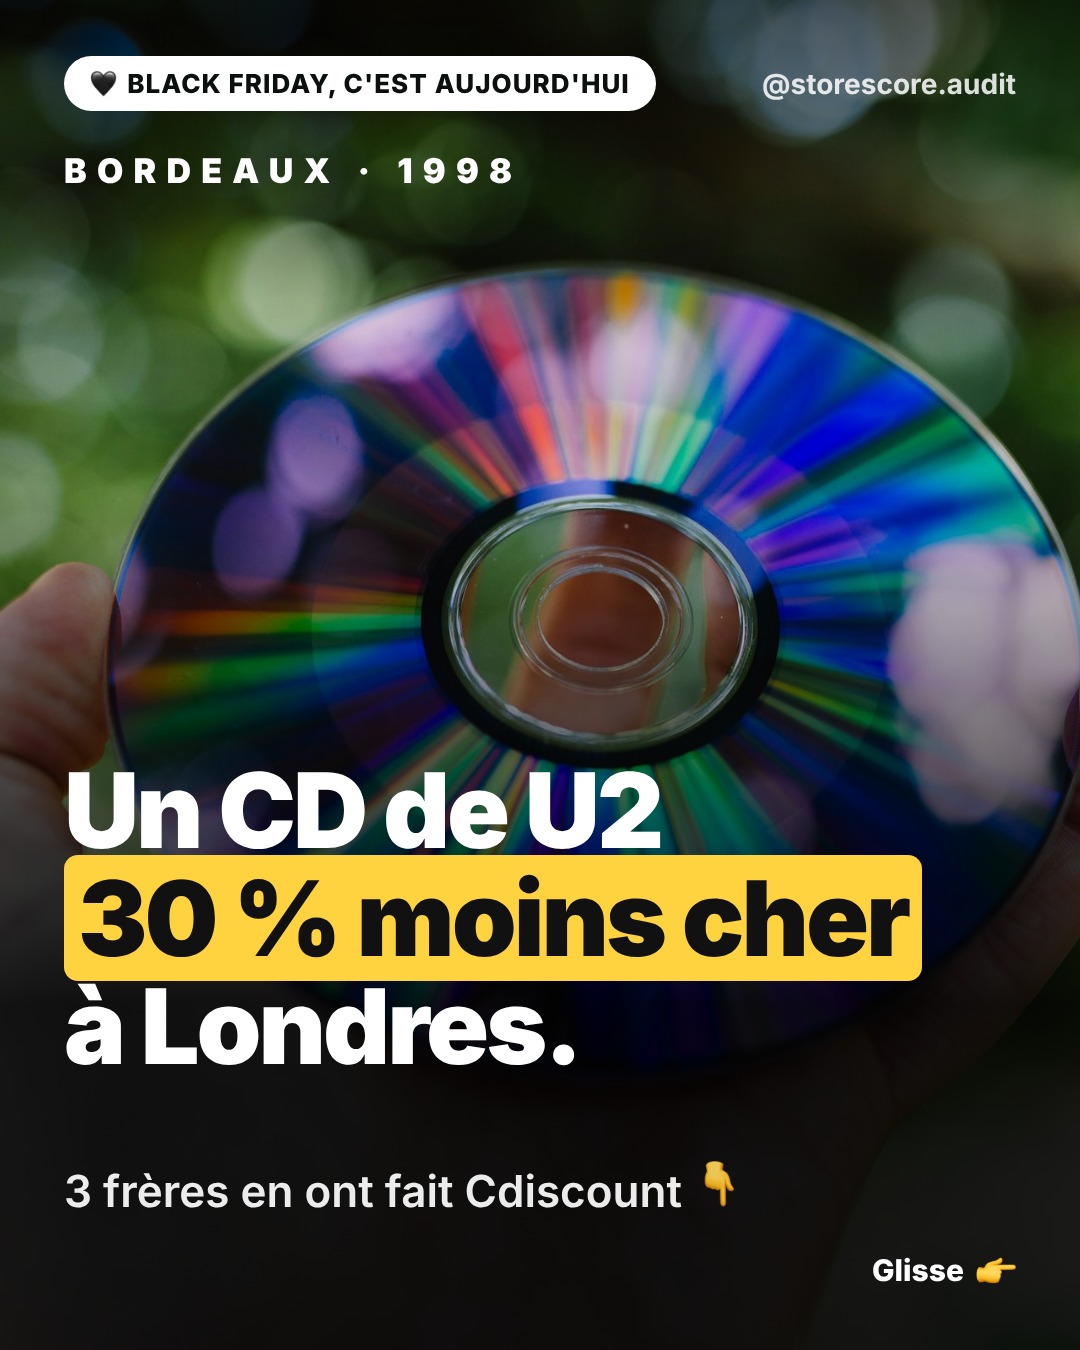 🖤 BLACK FRIDAY, C'EST AUJOURD'HUI
@storescore.audit
BORDEAUX · 1998
Un CD de U2
30 % moins cher
à Londres.
3 frères en ont fait Cdiscount 👇
Glisse 👉